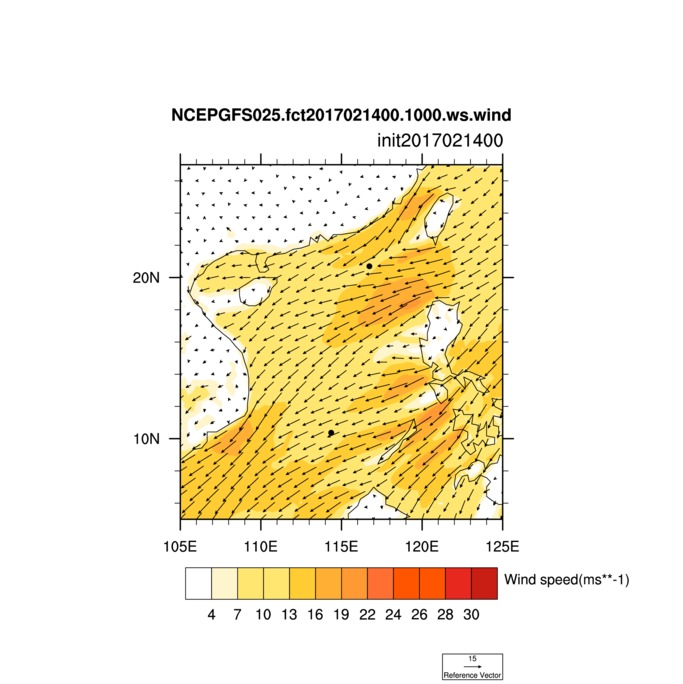 NCEPGFS025.fct2017021400.1000.ws.wind
init2017021400
20N
10N
105E 110E 115E 120E 125E
Wind speed(ms**-1)
4 7 10 13 16 19 22 24 26 28 30
15
Reference Vector